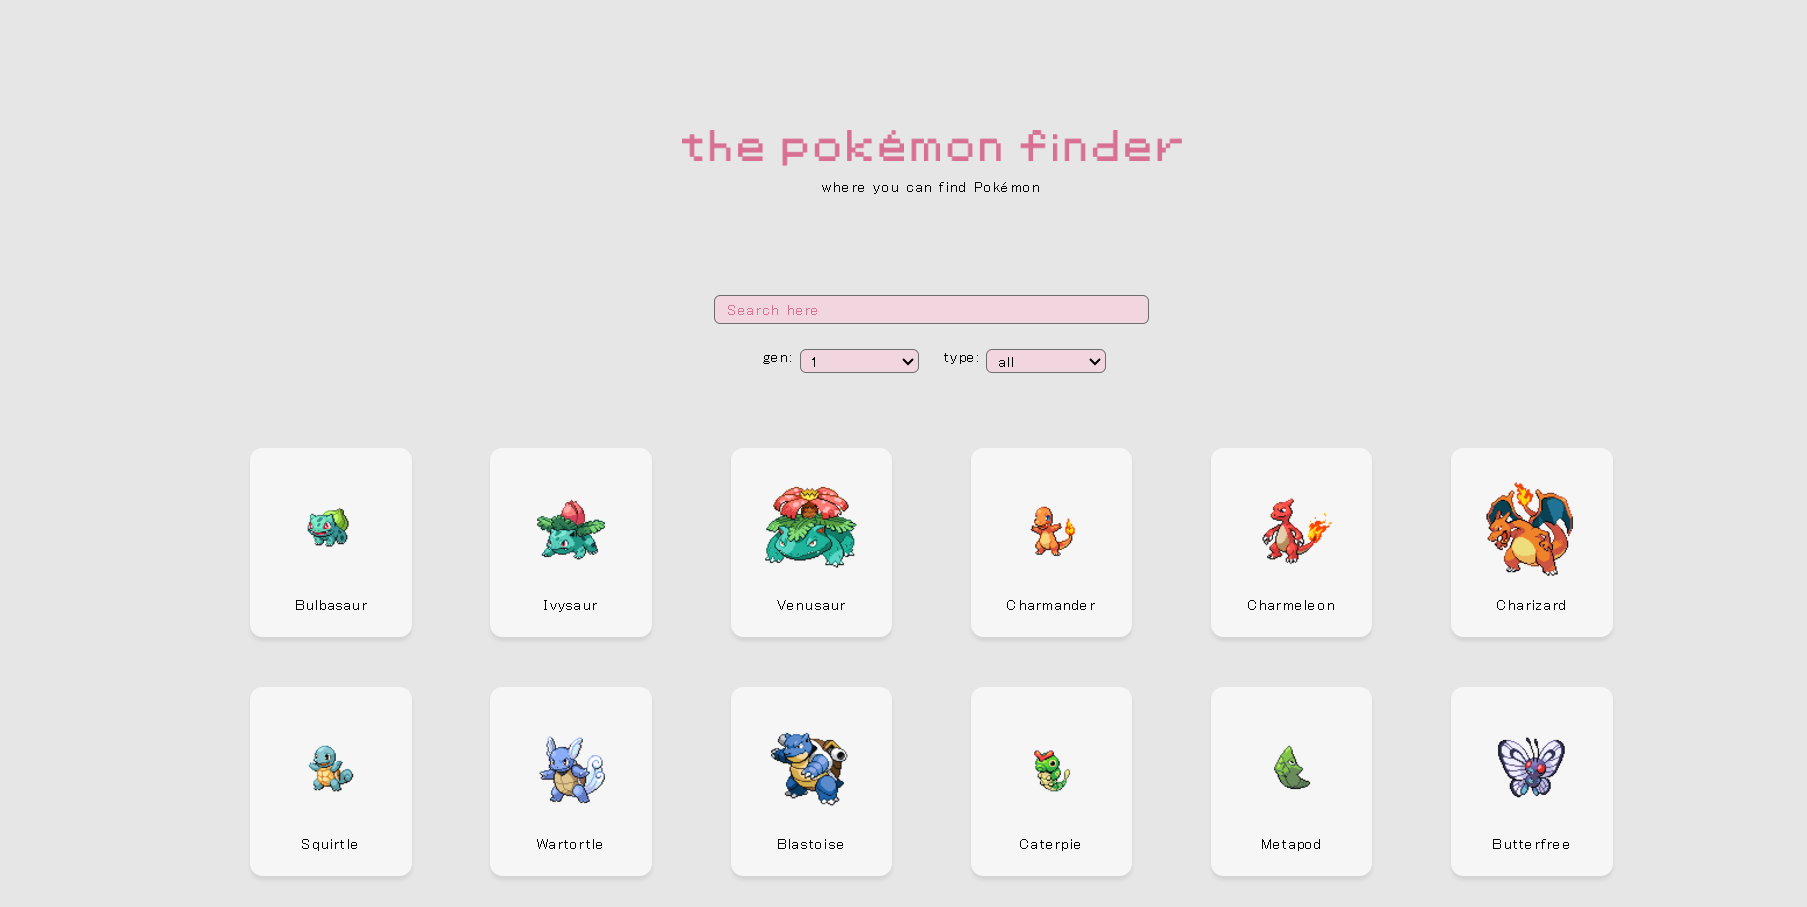 the pokémon finder
where you can find Pokémon
Search here
gen: 1 type: all
Bulbasaur Ivysaur Venusaur Charmander Charmeleon Charizard
Squirtle Wartortle Blastoise Caterpie Metapod Butterfree